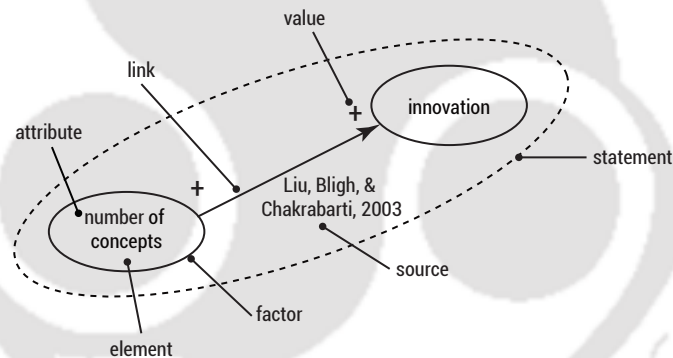 value
link
+
innovation
attribute
statement
+
Liu, Bligh, &
Chakrabarti, 2003
number of
concepts
source
factor
element